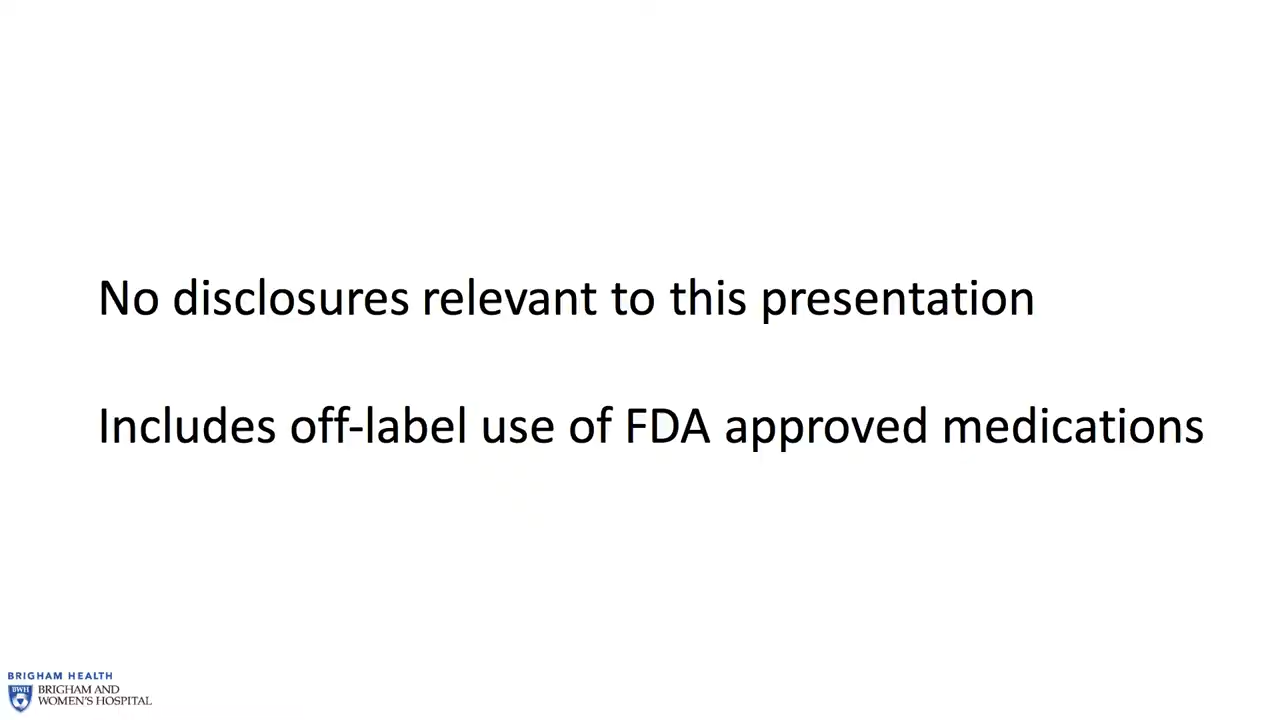 No disclosures relevant to this presentation
Includes off-label use of FDA approved medications
BRIGHAM HEALTH
BWH
BRIGHAM AND
WOMEN'S HOSPITAL